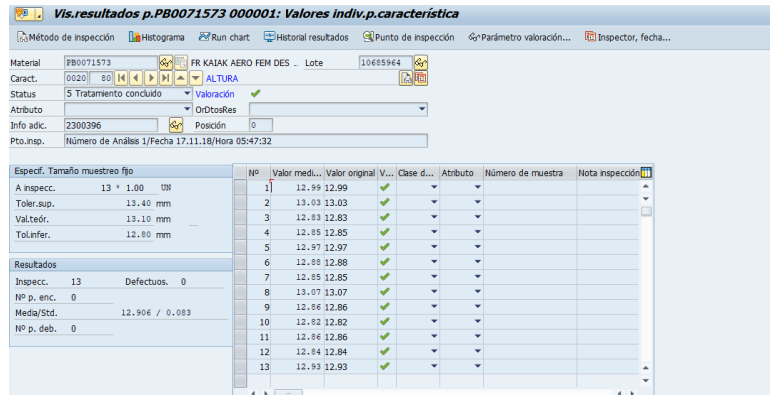 Vis.resultados p.PB0071573 000001: Valores indiv.p.característica
Método de inspección Histograma Run chart Historial resultados Punto de inspección Parámetro valoración... Inspector, fecha...
Material PB0071573 FR KAIAK AERO FEM DES .. Lote 10685964
Caract. 0020 80 ALTURA
Status 5 Tratamiento concluido Valoración
Atributo OrDtosRes
Info adic. 2300396 Posición 0
Pto.insp. Número de Análisis 1/Fecha 17.11.18/Hora 05:47:32
Especif. Tamaño muestreo fijo
A inspecc. 13 * 1.00 UN
Toler.sup. 13.40 mm
Val.teór. 13.10 mm
Tol.infer. 12.80 mm
Resultados
Inspecc. 13 Defectuos. 0
Nº p. enc. 0
Media/Std. 12.906 / 0.083
Nº p. deb. 0
Nº Valor medi... Valor original V... Clase d... Atributo Número de muestra Nota inspección
1 12.99 12.99
2 13.03 13.03
3 12.83 12.83
4 12.85 12.85
5 12.97 12.97
6 12.88 12.88
7 12.85 12.85
8 13.07 13.07
9 12.86 12.86
10 12.82 12.82
11 12.86 12.86
12 12.84 12.84
13 12.93 12.93